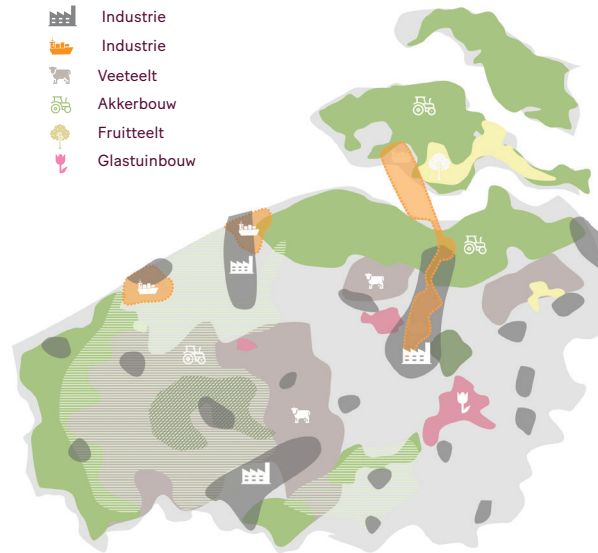 Industrie
Industrie
Veeteelt
Akkerbouw
Fruitteelt
Glastuinbouw